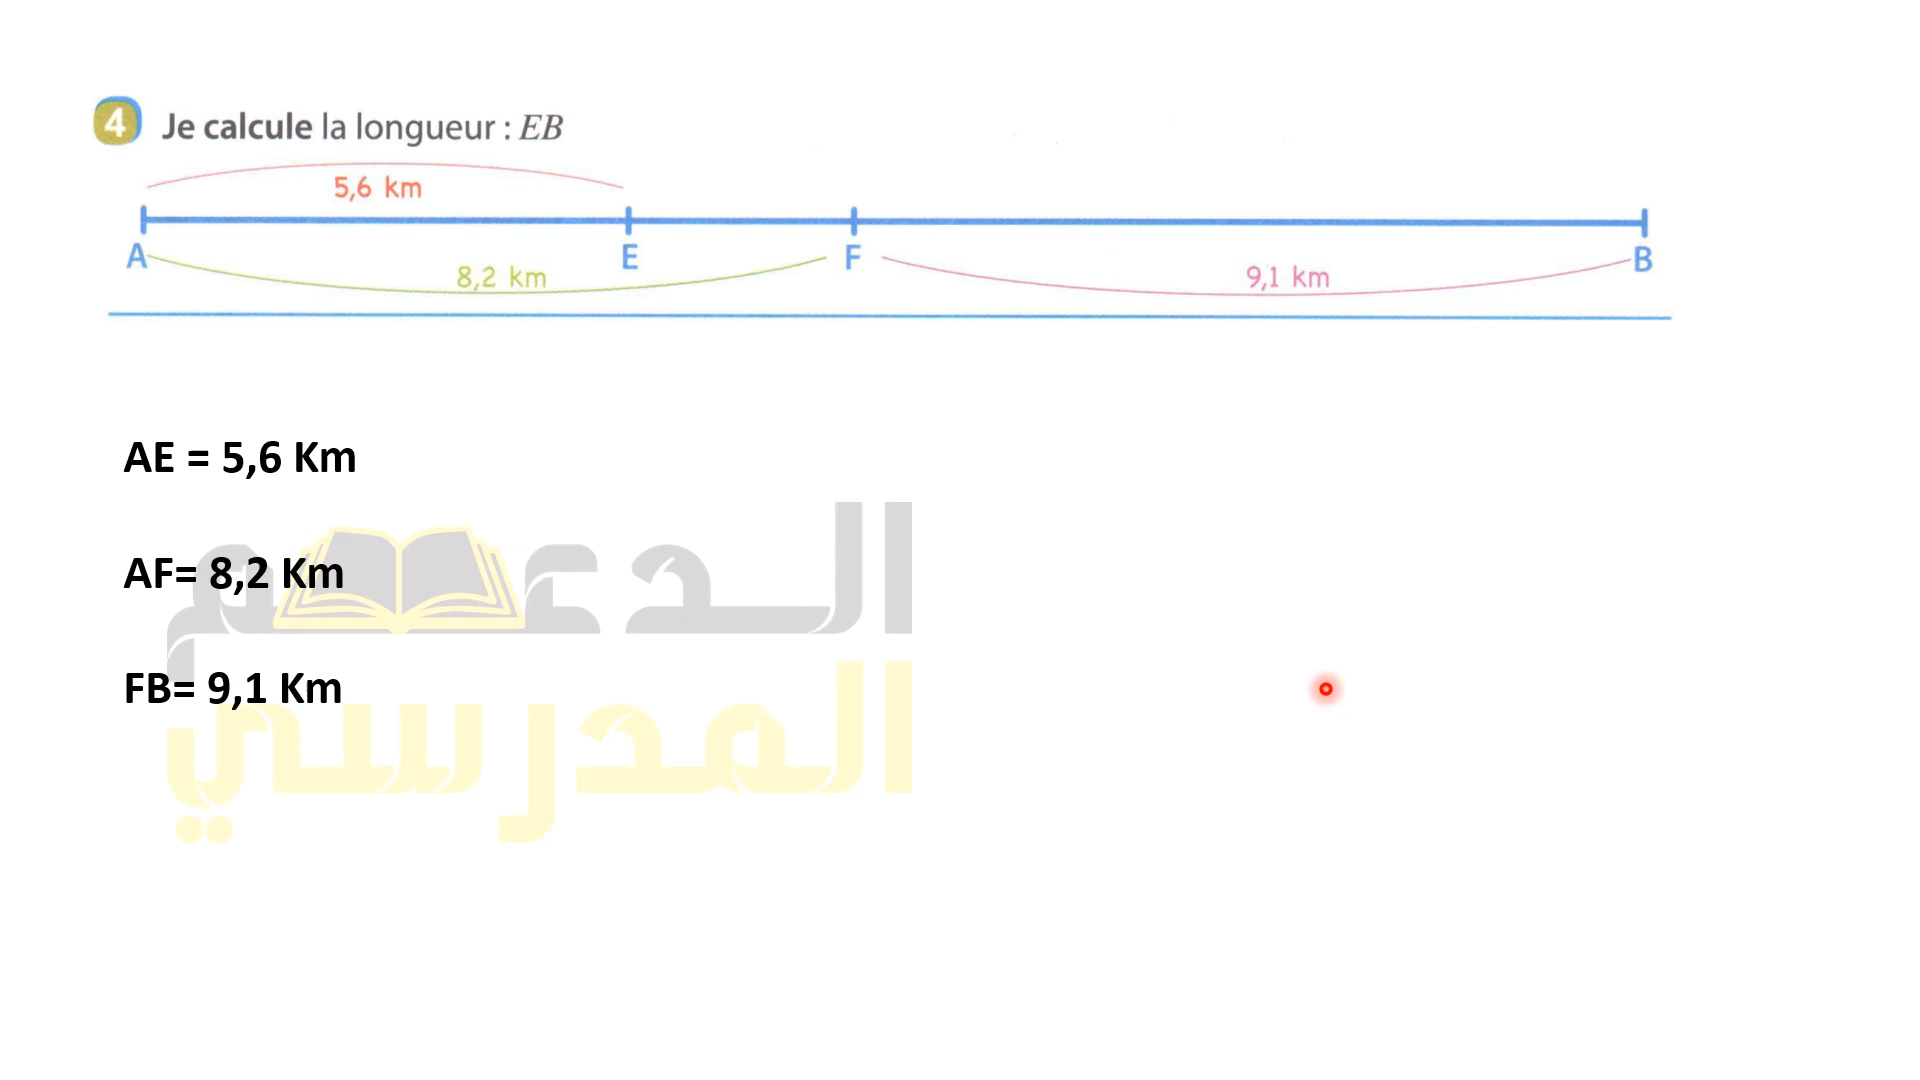 4 Je calcule la longueur : EB
5,6 km
A E F B
8,2 km 9,1 km
AE = 5,6 Km
AF= 8,2 Km
FB= 9,1 Km
الدعم
المدرسي